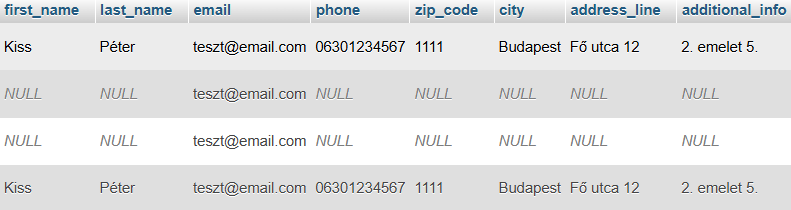 first_name last_name email phone zip_code city address_line additional_info
Kiss Péter teszt@email.com 06301234567 1111 Budapest Fő utca 12 2. emelet 5.
NULL NULL teszt@email.com NULL NULL NULL NULL NULL
NULL NULL teszt@email.com NULL NULL NULL NULL NULL
Kiss Péter teszt@email.com 06301234567 1111 Budapest Fő utca 12 2. emelet 5.